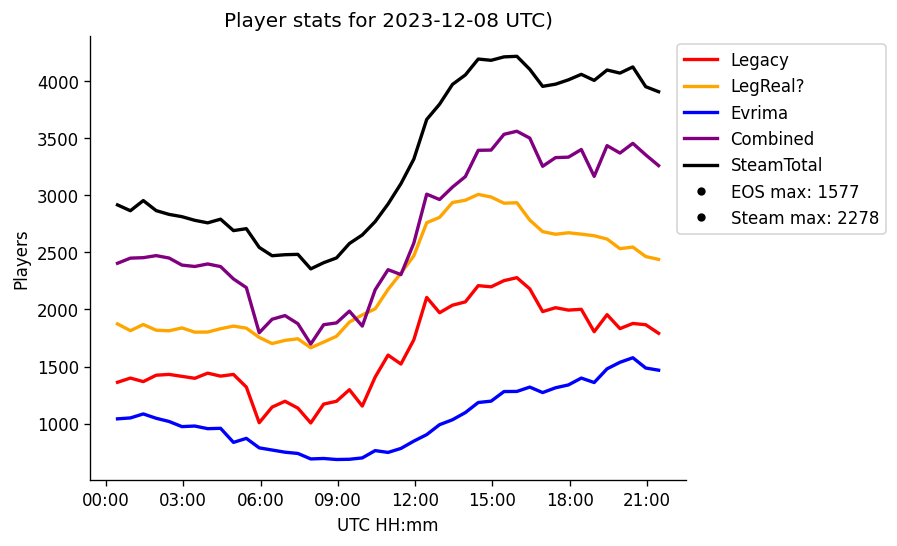 Player stats for 2023-12-08 UTC)
Legacy
LegReal?
Evrima
Combined
SteamTotal
EOS max: 1577
Steam max: 2278
Players
4000
3500
3000
2500
2000
1500
1000
00:00 03:00 06:00 09:00 12:00 15:00 18:00 21:00
UTC HH:mm